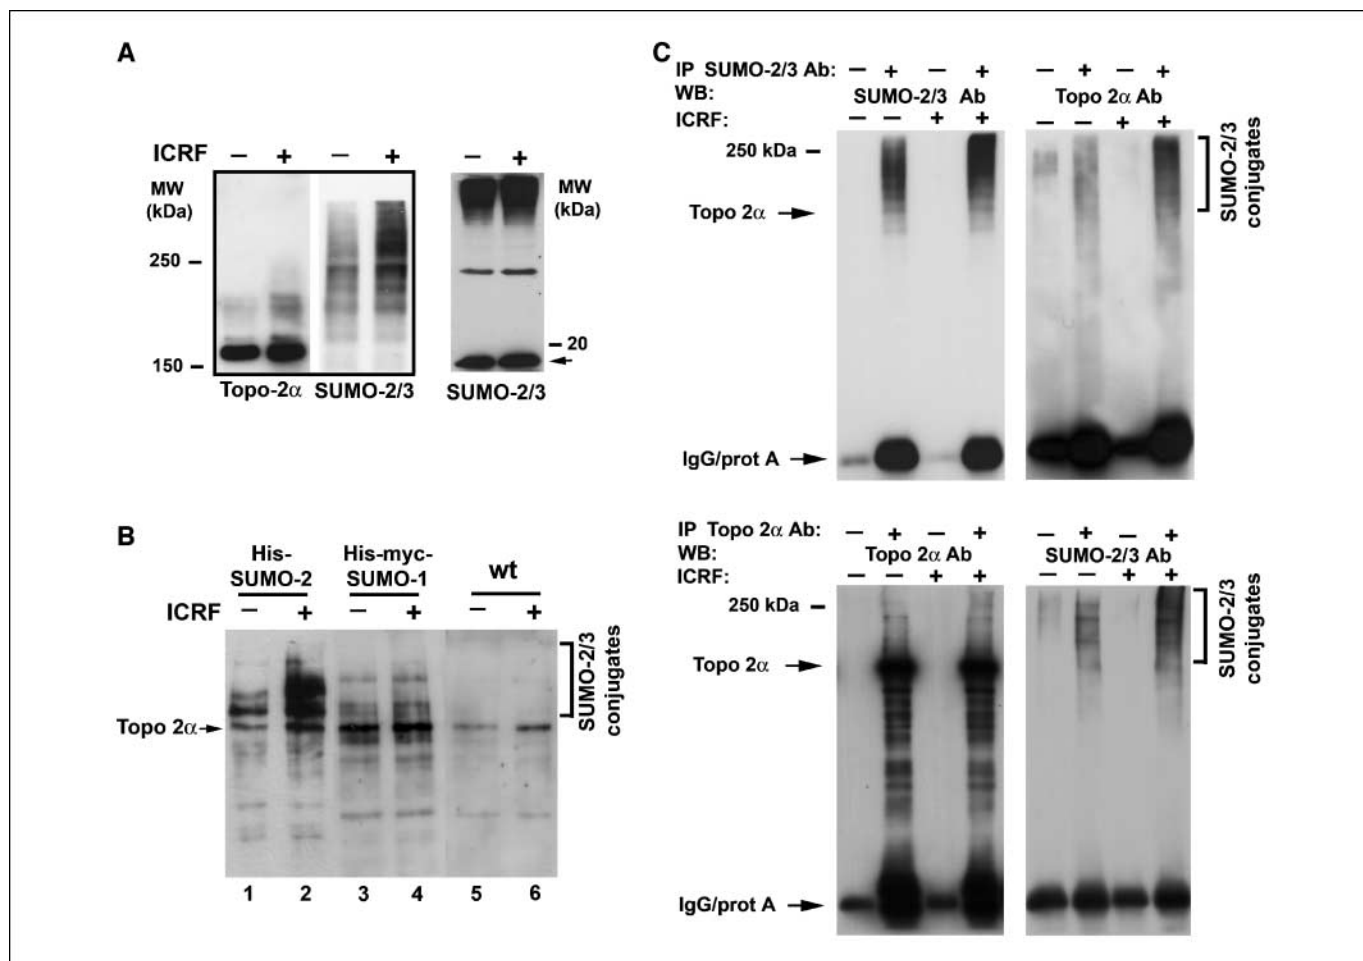 A
ICRF − + − + − +
MW
(kDa)
MW
(kDa)
250 −
− 20
150 −
Topo-2α SUMO-2/3 SUMO-2/3
B
His-
SUMO-2
His-myc-
SUMO-1
wt
ICRF − + − + − +
SUMO-2/3
conjugates
Topo 2α
1 2 3 4 5 6
C
IP SUMO-2/3 Ab: − + − + − + − +
WB: SUMO-2/3 Ab Topo 2α Ab
ICRF: − − + + − − + +
250 kDa −
SUMO-2/3
conjugates
Topo 2α
IgG/prot A
IP Topo 2α Ab: − + − + − + − +
WB: Topo 2α Ab SUMO-2/3 Ab
ICRF: − − + + − − + +
250 kDa −
SUMO-2/3
conjugates
Topo 2α
IgG/prot A